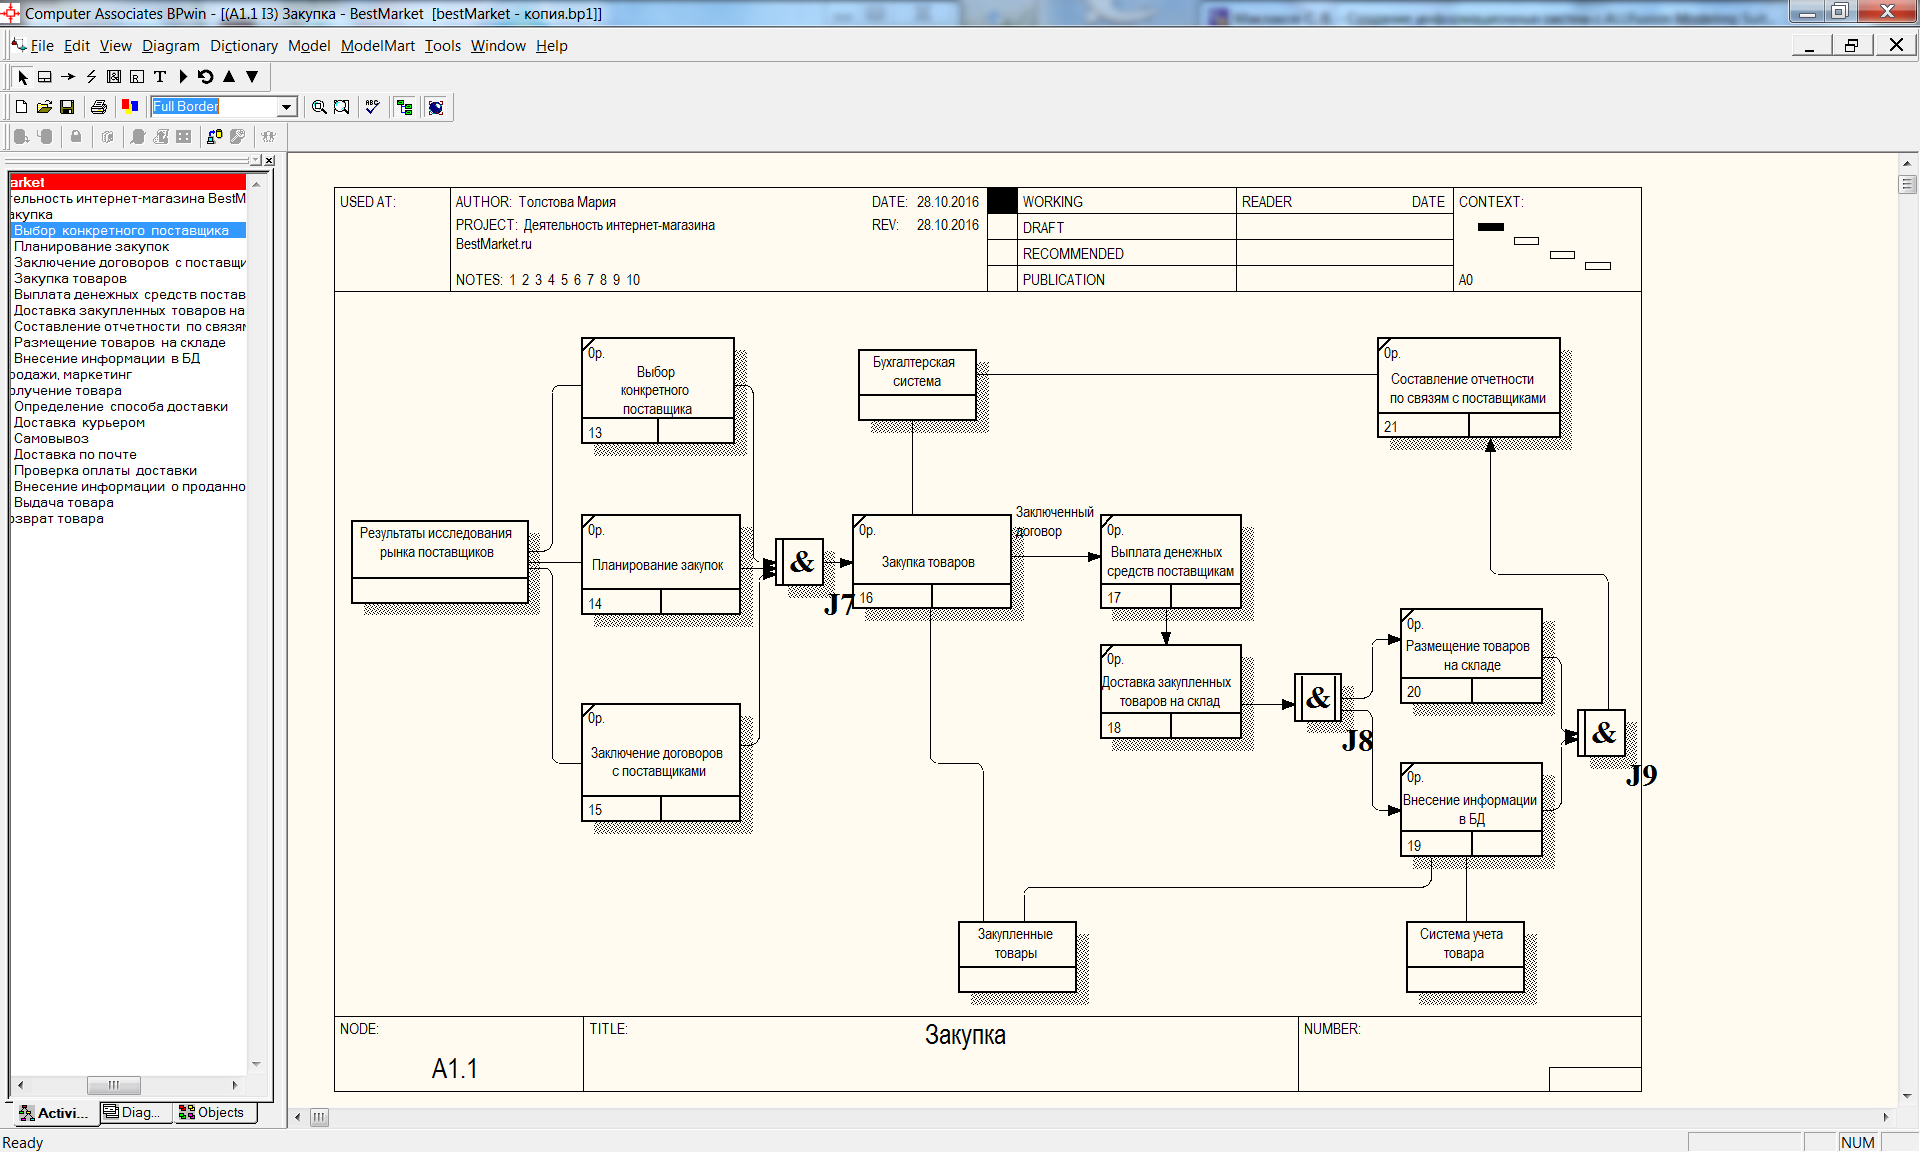 Computer Associates BPwin - [(A1.1 I3) Закупка - BestMarket  [bestMarket - копия.bp1]]
File Edit View Diagram Dictionary Model ModelMart Tools Window Help
Full Border
arket
тельность интернет-магазина BestM
акупка
Выбор конкретного поставщика
Планирование закупок
Заключение договоров с поставщи
Закупка товаров
Выплата денежных средств постав
Доставка закупленных товаров на
Составление отчетности по связям
Размещение товаров на складе
Внесение информации в БД
родажи, маркетинг
олучение товара
Определение способа доставки
Доставка курьером
Самовывоз
Доставка по почте
Проверка оплаты доставки
Внесение информации о проданно
Выдача товара
озврат товара
Activi... Diag... Objects
USED AT:
AUTHOR: Толстова Мария
DATE: 28.10.2016
PROJECT: Деятельность интернет-магазина
BestMarket.ru
REV: 28.10.2016
NOTES: 1 2 3 4 5 6 7 8 9 10
WORKING
DRAFT
RECOMMENDED
PUBLICATION
READER DATE
CONTEXT:
A0
0р.
Выбор
конкретного
поставщика
13
Бухгалтерская
система
0р.
Составление отчетности
по связям с поставщиками
21
Результаты исследования
рынка поставщиков
0р.
Планирование закупок
14
&
J7
0р.
Закупка товаров
16
Заключенный
договор
0р.
Выплата денежных
средств поставщикам
17
0р.
Доставка закупленных
товаров на склад
18
&
J8
0р.
Размещение товаров
на складе
20
&
J9
0р.
Заключение договоров
с поставщиками
15
0р.
Внесение информации
в БД
19
Закупленные
товары
Система учета
товара
NODE:
A1.1
TITLE:
Закупка
NUMBER:
Ready
NUM